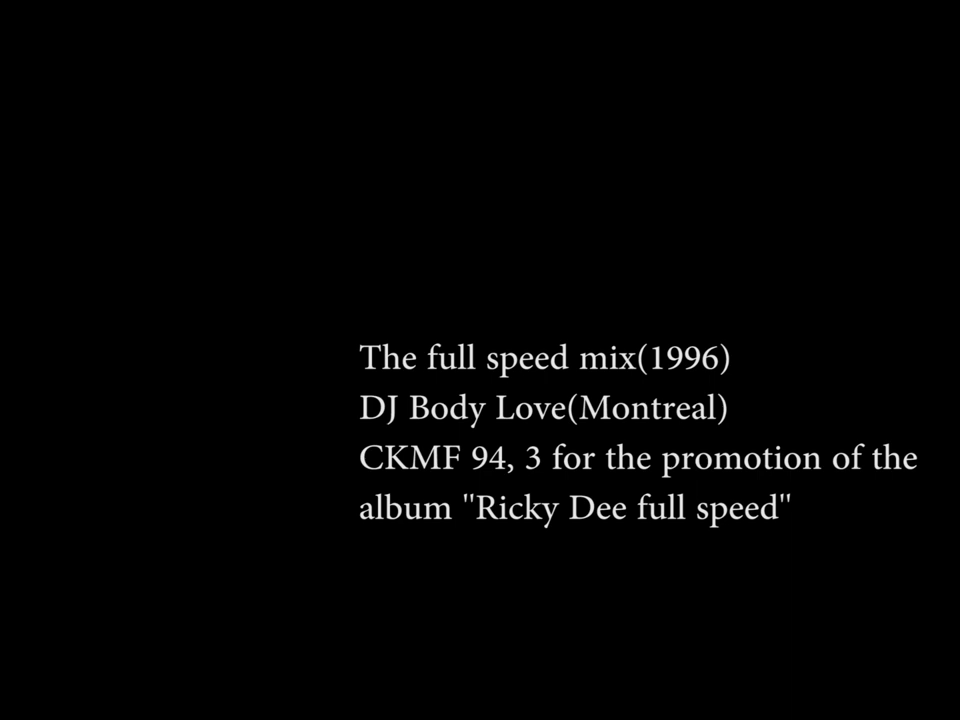 The full speed mix(1996)
DJ Body Love(Montreal)
CKMF 94, 3 for the promotion of the
album "Ricky Dee full speed"